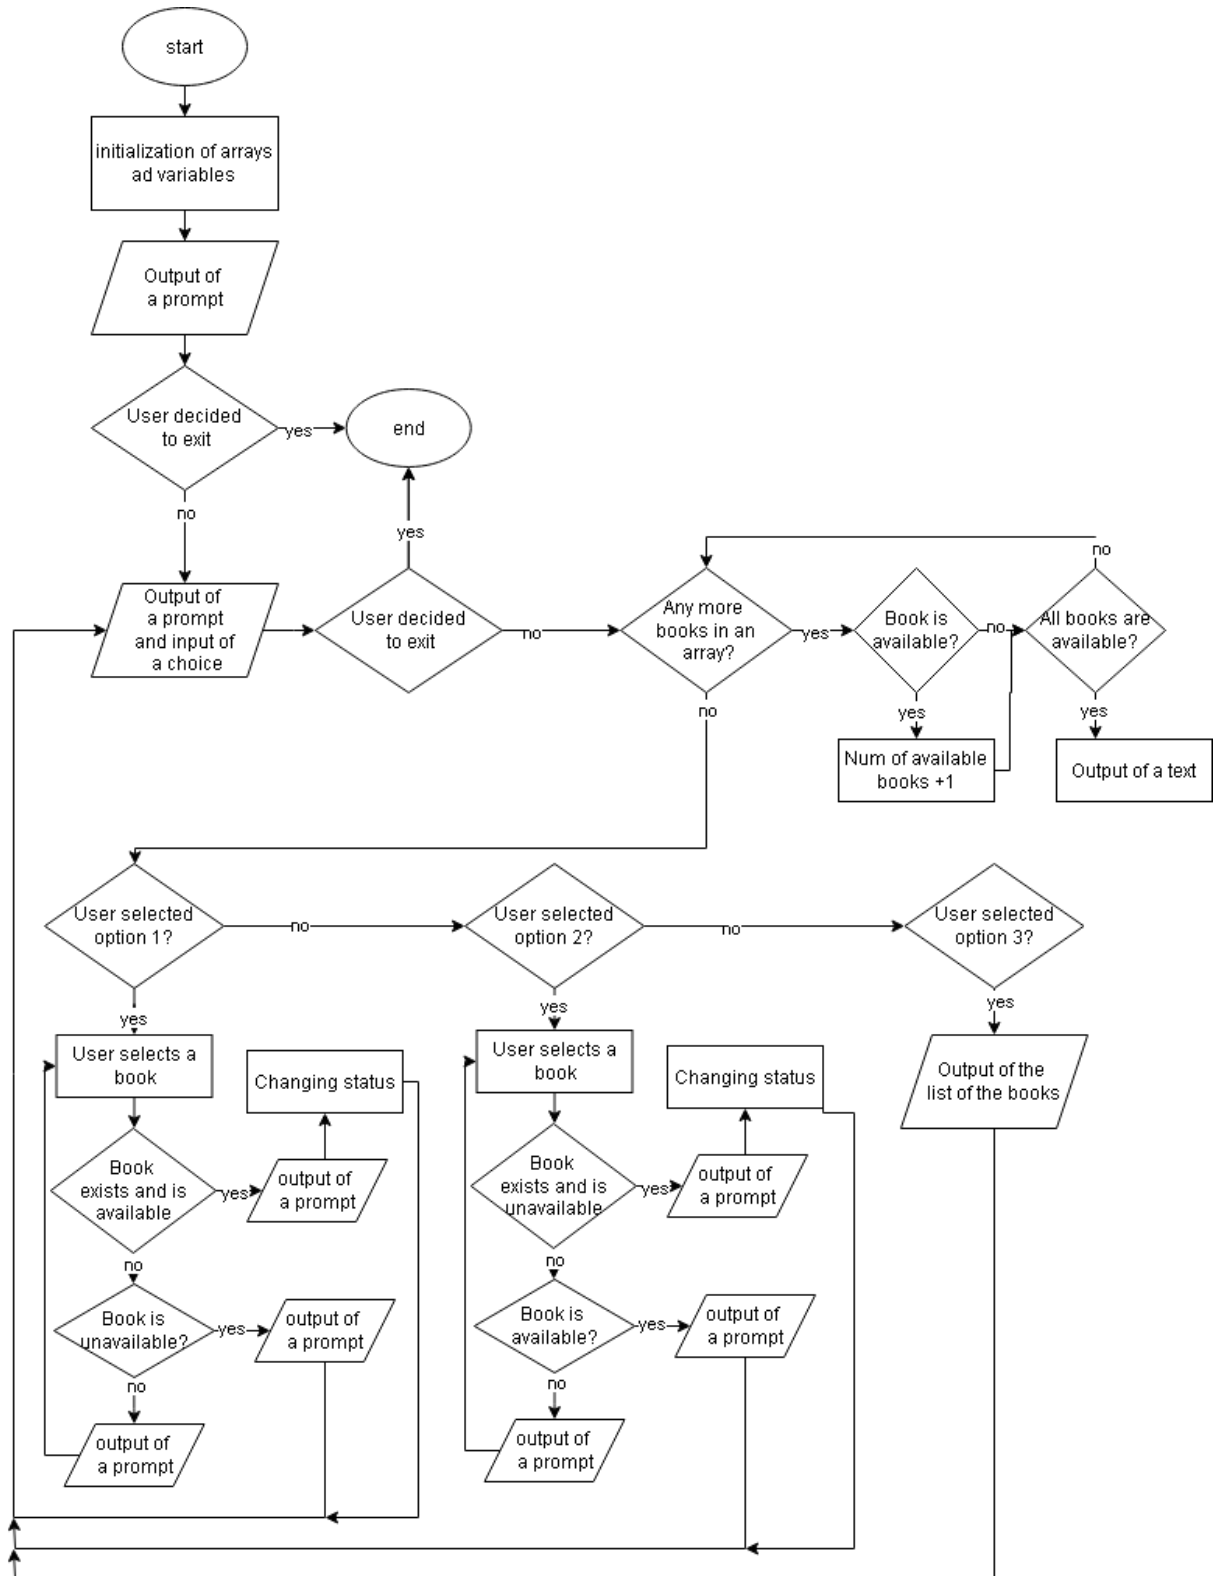 start
initialization of arrays
ad variables
Output of
a prompt
User decided
to exit
yes
end
no
yes
Output of
a prompt
and input of
a choice
User decided
to exit
no
Any more
books in an
array?
yes
Book is
available?
no
All books are
available?
no
no
yes
yes
Num of available
books +1
Output of a text
User selected
option 1?
no
User selected
option 2?
no
User selected
option 3?
yes
yes
yes
User selects a
book
Changing status
User selects a
book
Changing status
Output of the
list of the books
Book
exists and is
available
yes
output of
a prompt
Book
exists and is
unavailable
yes
output of
a prompt
no
no
Book is
unavailable?
yes
output of
a prompt
Book is
available?
yes
output of
a prompt
no
no
output of
a prompt
output of
a prompt